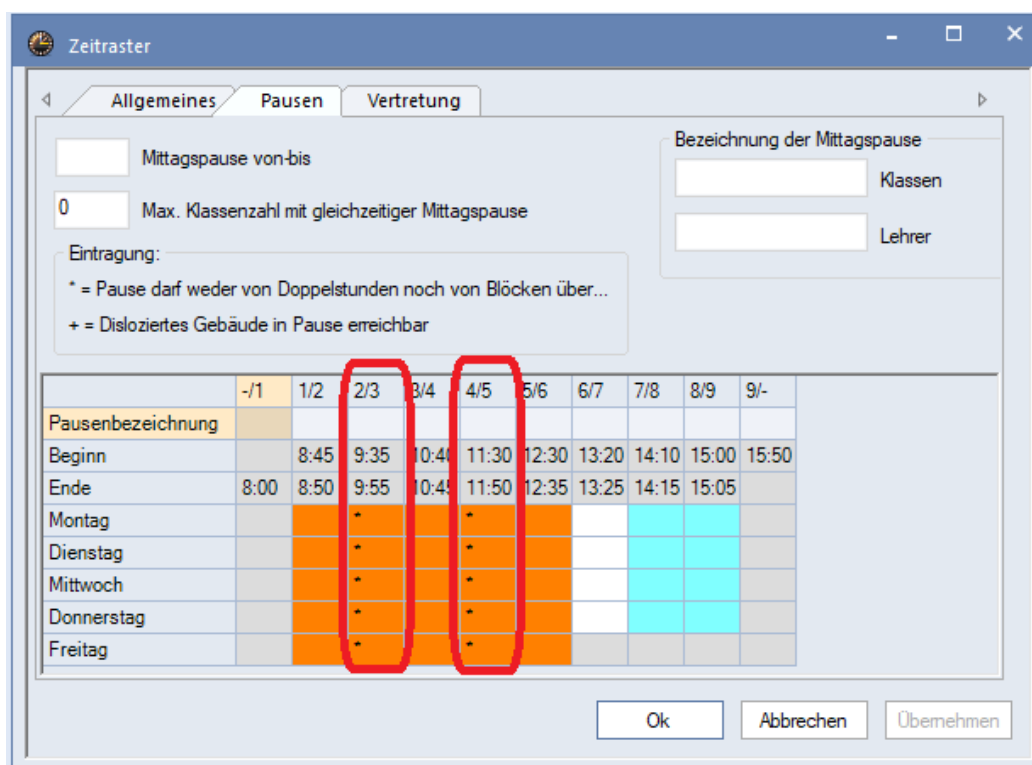 Zeitraster
Allgemeines Pausen Vertretung
Mittagspause von-bis
0 Max. Klassenzahl mit gleichzeitiger Mittagspause
Bezeichnung der Mittagspause
Klassen
Lehrer
Eintragung:
* = Pause darf weder von Doppelstunden noch von Blöcken über...
+ = Disloziertes Gebäude in Pause erreichbar
-/1 1/2 2/3 3/4 4/5 5/6 6/7 7/8 8/9 9/-
Pausenbezeichnung
Beginn 8:45 9:35 10:40 11:30 12:30 13:20 14:10 15:00 15:50
Ende 8:00 8:50 9:55 10:45 11:50 12:35 13:25 14:15 15:05
Montag * *
Dienstag * *
Mittwoch * *
Donnerstag * *
Freitag * *
Ok Abbrechen Übernehmen